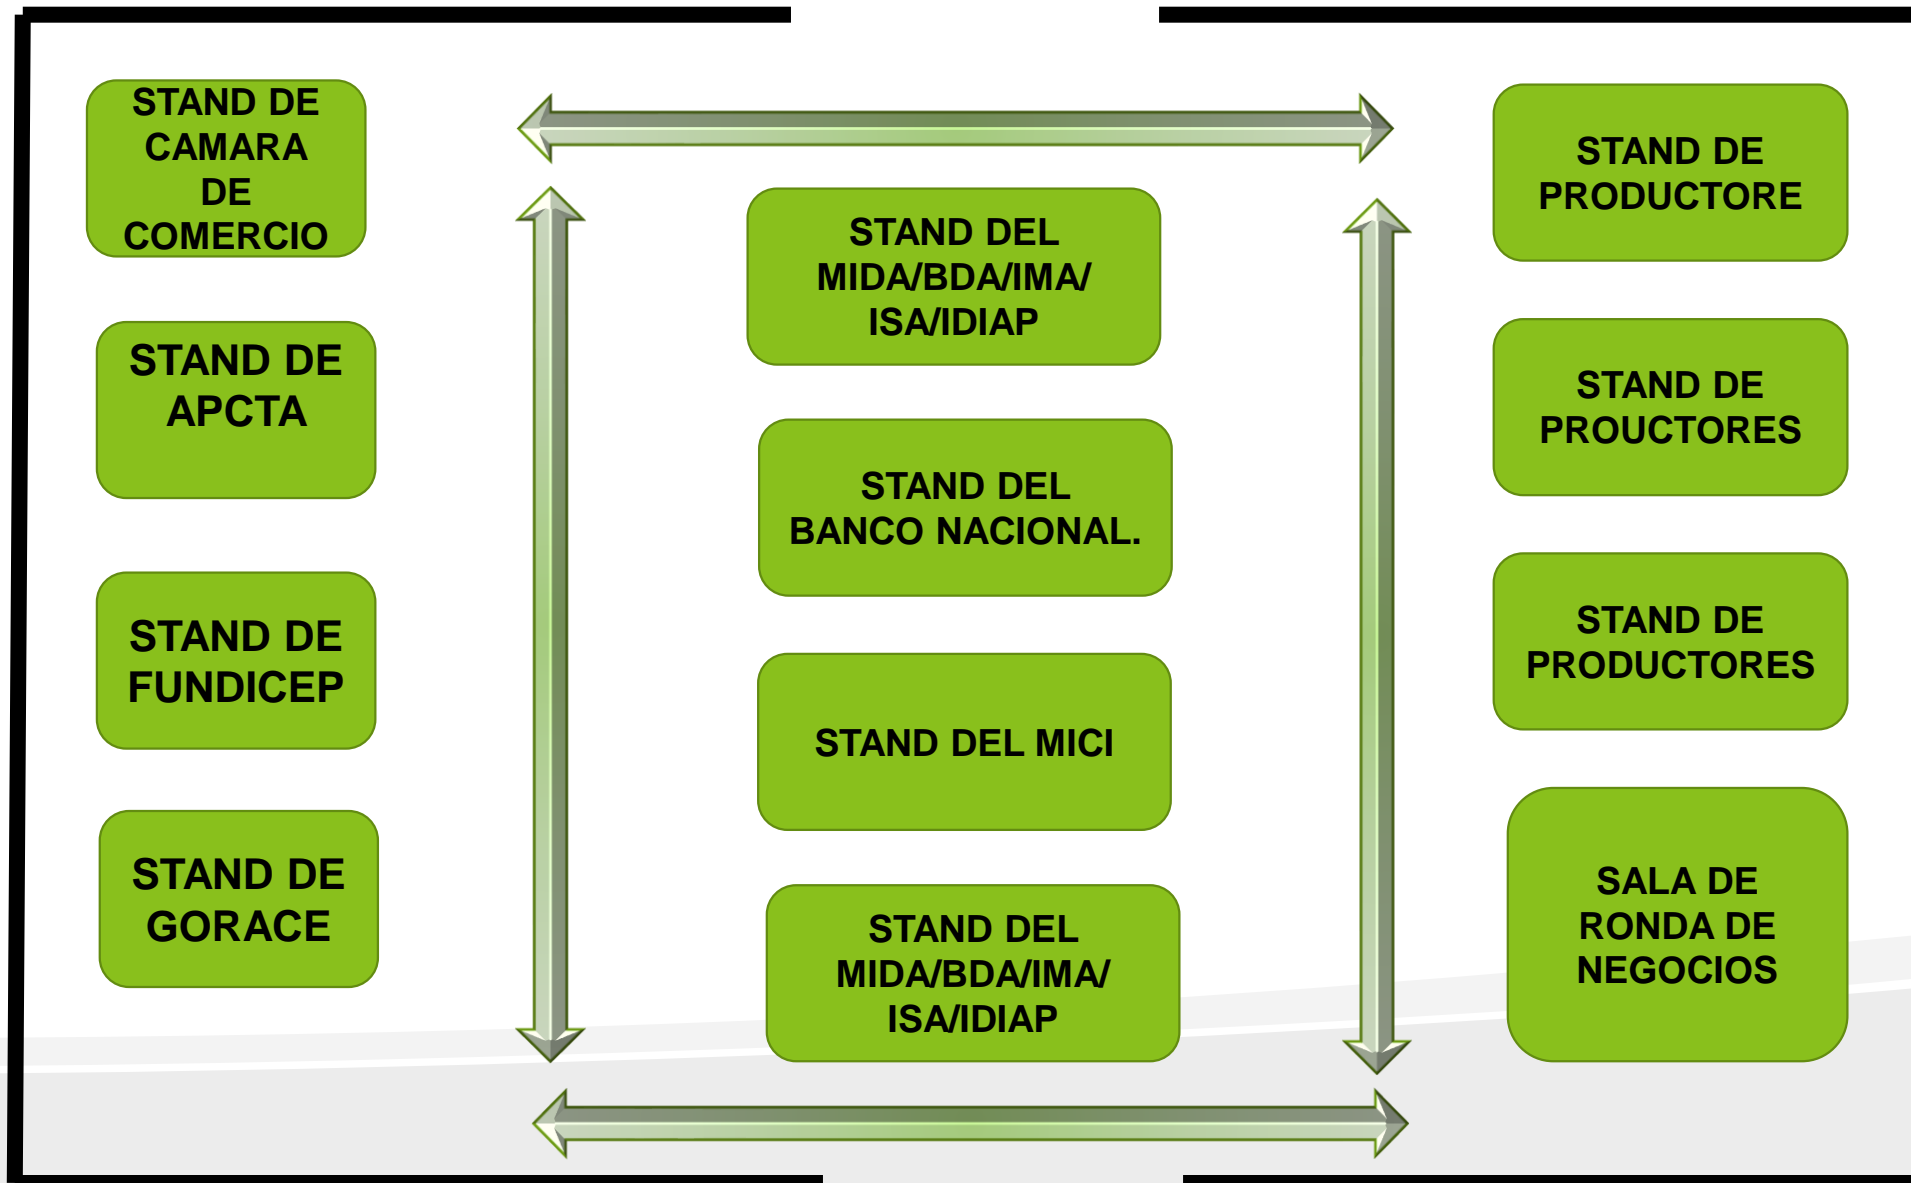 STAND DE
CAMARA
DE
COMERCIO
STAND DE
APCTA
STAND DE
FUNDICEP
STAND DE
GORACE
STAND DEL
MIDA/BDA/IMA/
ISA/IDIAP
STAND DEL
BANCO NACIONAL.
STAND DEL MICI
STAND DEL
MIDA/BDA/IMA/
ISA/IDIAP
STAND DE
PRODUCTORE
STAND DE
PROUCTORES
STAND DE
PRODUCTORES
SALA DE
RONDA DE
NEGOCIOS